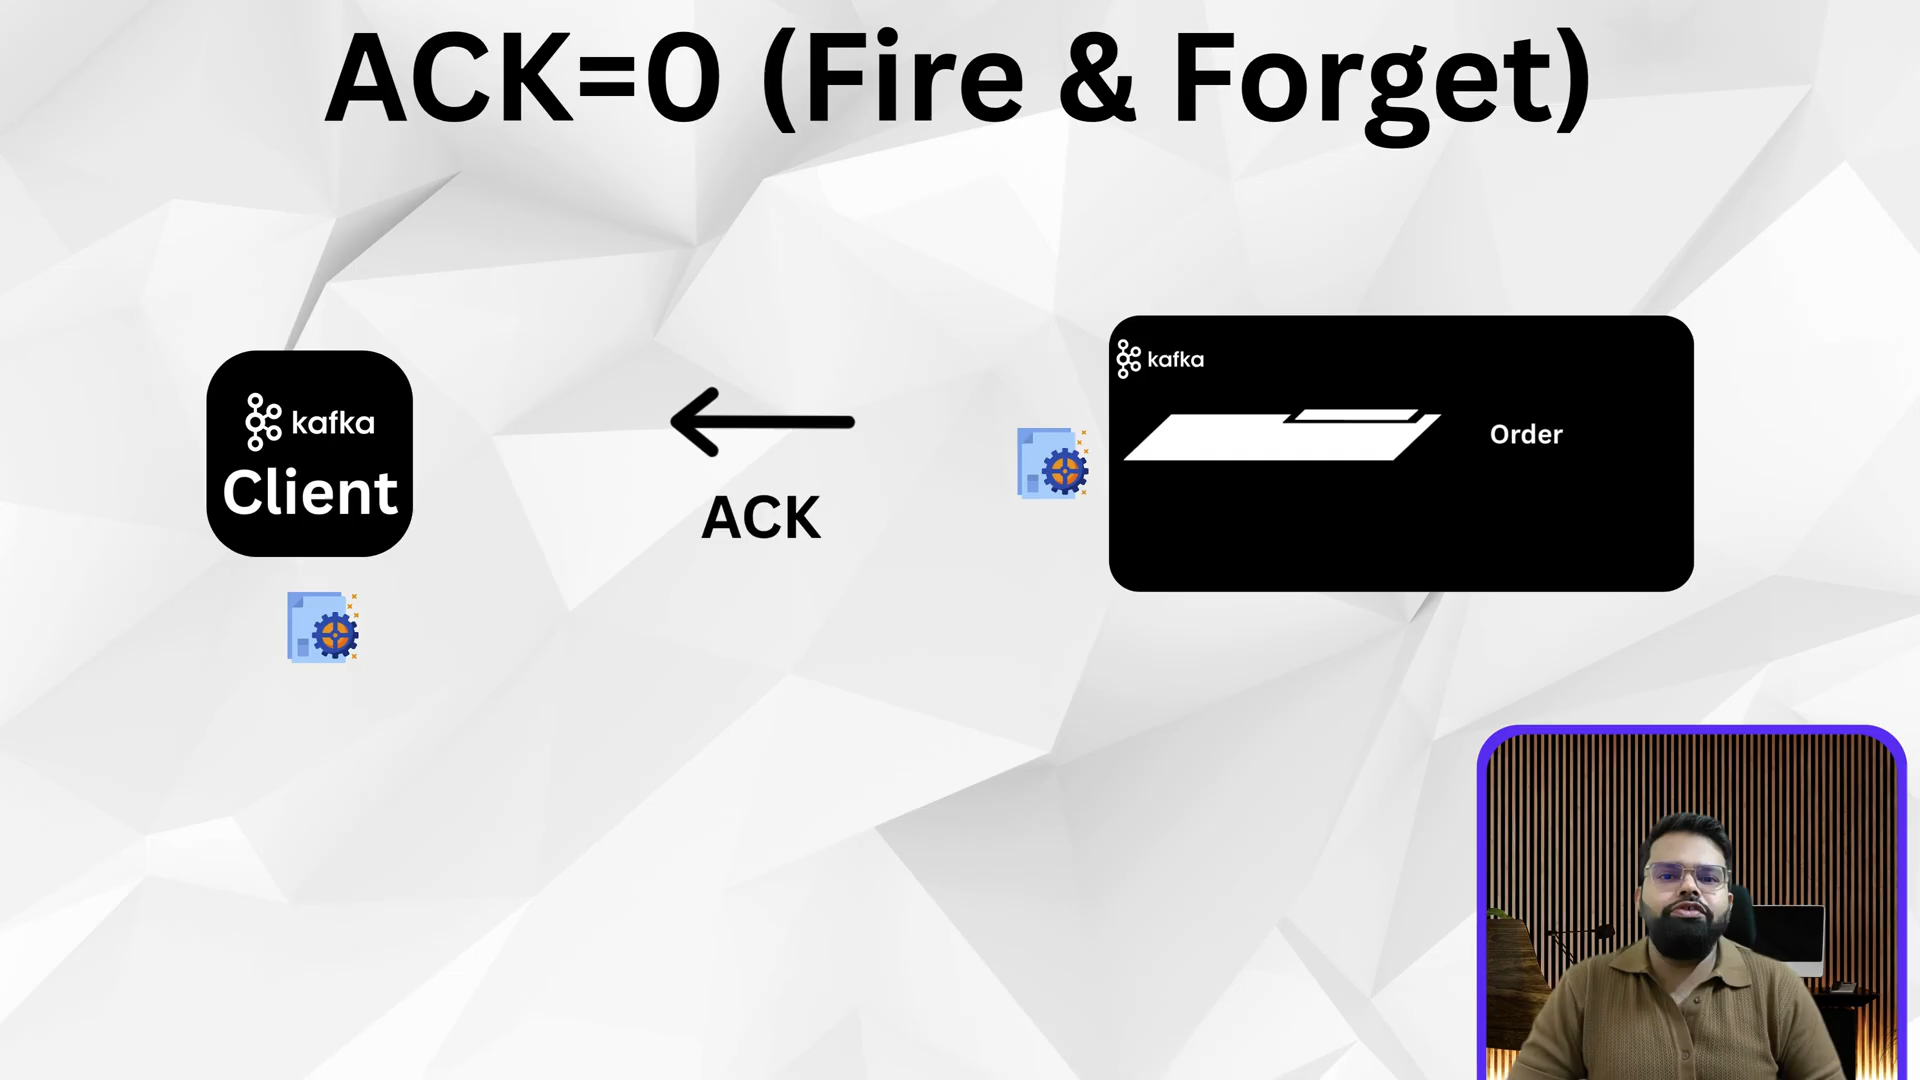 ACK=0 (Fire & Forget)
kafka
Client
ACK
kafka
Order